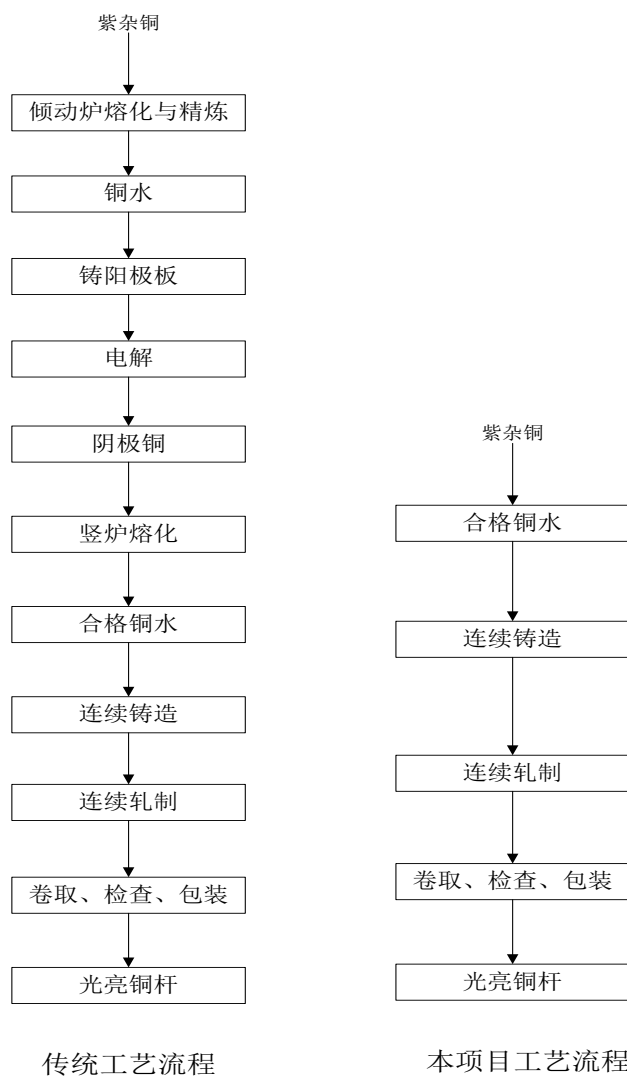 紫杂铜
倾动炉熔化与精炼
铜水
铸阳极板
电解
阴极铜
竖炉熔化
合格铜水
连续铸造
连续轧制
卷取、检查、包装
光亮铜杆
传统工艺流程
紫杂铜
合格铜水
连续铸造
连续轧制
卷取、检查、包装
光亮铜杆
本项目工艺流程